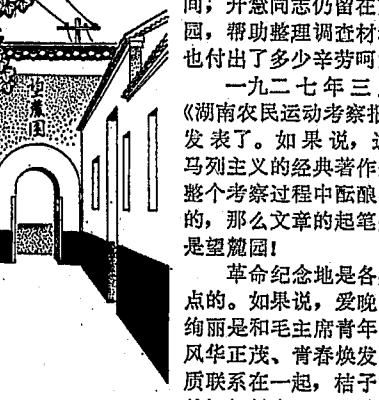 望麓园
间；开慧同志仍留在
园，帮助整理调查材
也付出了多少辛劳呵
一九二七年三
《湖南农民运动考察报
发表了。如果说，这
马列主义的经典著作
整个考察过程中酝酿
的，那么文章的起笔
是望麓园！
革命纪念地是各
点的。如果说，爱晚
绚丽是和毛主席青年
风华正茂、青春焕发
质联系在一起，桔子